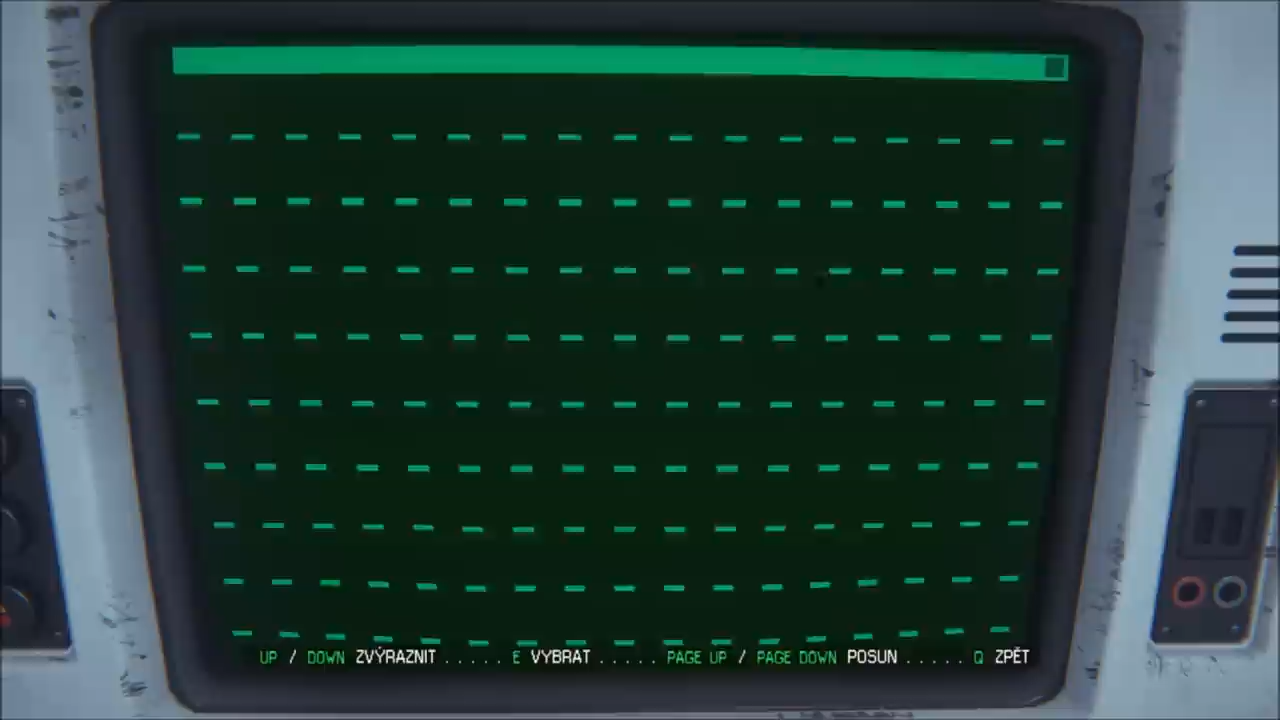 UP / DOWN ZVÝRAZNIT ..... E VYBRAT ..... PAGE UP / PAGE DOWN POSUN ..... Q ZPĚT